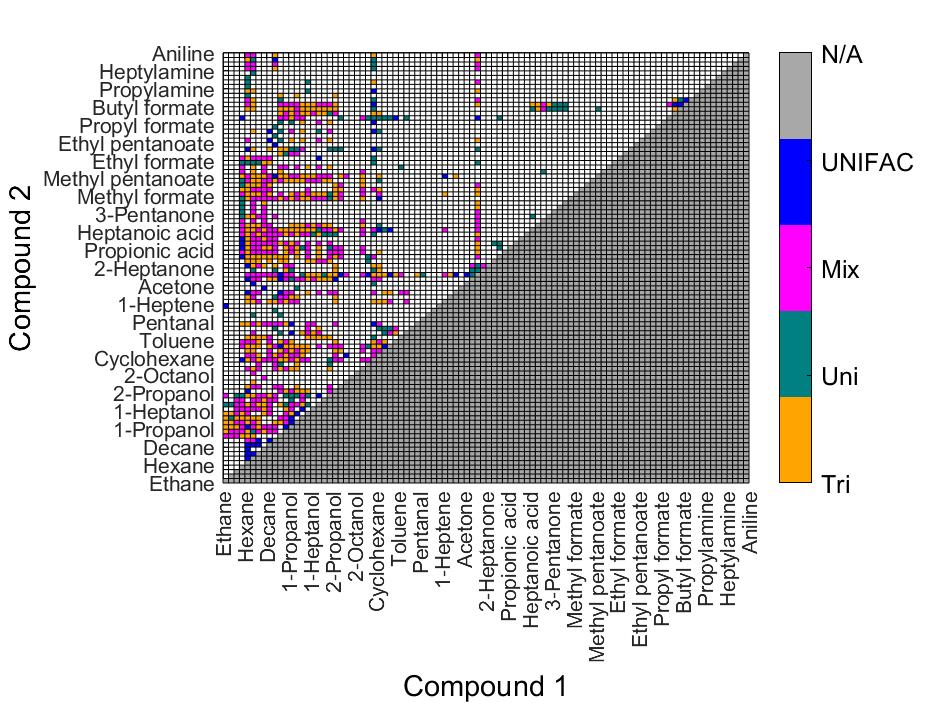 Aniline
Heptylamine
Propylamine
Butyl formate
Propyl formate
Ethyl pentanoate
Ethyl formate
Methyl pentanoate
Methyl formate
3-Pentanone
Heptanoic acid
Propionic acid
2-Heptanone
Acetone
1-Heptene
Pentanal
Toluene
Cyclohexane
2-Octanol
2-Propanol
1-Heptanol
1-Propanol
Decane
Hexane
Ethane
Compound 2
Ethane
Hexane
Decane
1-Propanol
1-Heptanol
2-Propanol
2-Octanol
Cyclohexane
Toluene
Pentanal
1-Heptene
Acetone
2-Heptanone
Propionic acid
Heptanoic acid
3-Pentanone
Methyl formate
Methyl pentanoate
Ethyl formate
Ethyl pentanoate
Propyl formate
Butyl formate
Propylamine
Heptylamine
Aniline
Compound 1
N/A
UNIFAC
Mix
Uni
Tri